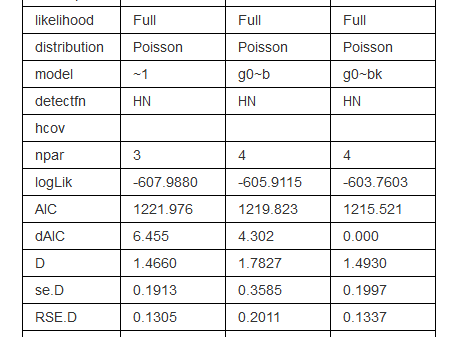 likelihood Full Full Full
distribution Poisson Poisson Poisson
model ~1 g0~b g0~bk
detectfn HN HN HN
hcov
npar 3 4 4
logLik -607.9880 -605.9115 -603.7603
AIC 1221.976 1219.823 1215.521
dAIC 6.455 4.302 0.000
D 1.4660 1.7827 1.4930
se.D 0.1913 0.3585 0.1997
RSE.D 0.1305 0.2011 0.1337